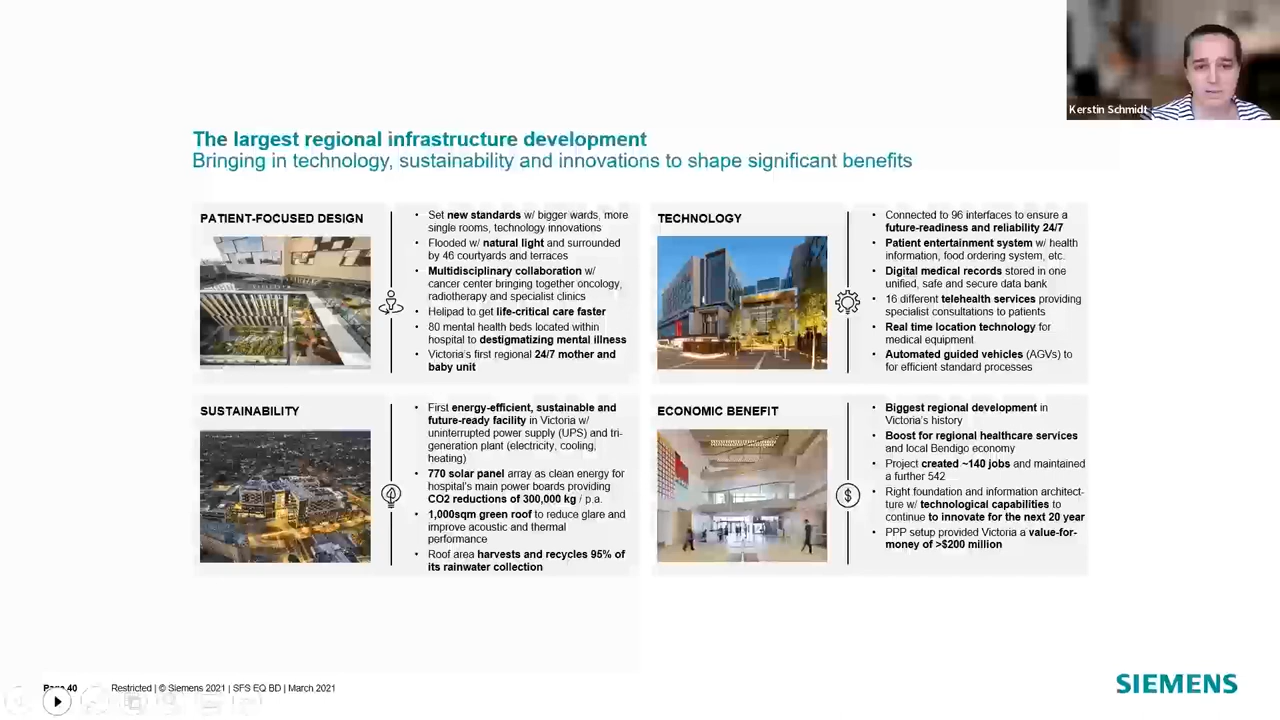 Kerstin Schmidt
The largest regional infrastructure development
Bringing in technology, sustainability and innovations to shape significant benefits
PATIENT-FOCUSED DESIGN
• Set new standards w/ bigger wards, more
single rooms, technology innovations
• Flooded w/ natural light and surrounded
by 46 courtyards and terraces
• Multidisciplinary collaboration w/
cancer center bringing together oncology,
radiotherapy and specialist clinics
• Helipad to get life-critical care faster
• 80 mental health beds located within
hospital to destigmatizing mental illness
• Victoria's first regional 24/7 mother and
baby unit
TECHNOLOGY
• Connected to 96 interfaces to ensure a
future-readiness and reliability 24/7
• Patient entertainment system w/ health
information, food ordering system, etc.
• Digital medical records stored in one
unified, safe and secure data bank
• 16 different telehealth services providing
specialist consultations to patients
• Real time location technology for
medical equipment
• Automated guided vehicles (AGVs) to
for efficient standard processes
SUSTAINABILITY
• First energy-efficient, sustainable and
future-ready facility in Victoria w/
uninterrupted power supply (UPS) and tri-
generation plant (electricity, cooling,
heating)
• 770 solar panel array as clean energy for
hospital's main power boards providing
CO2 reductions of 300,000 kg / p.a.
• 1,000sqm green roof to reduce glare and
improve acoustic and thermal
performance
• Roof area harvests and recycles 95% of
its rainwater collection
ECONOMIC BENEFIT
$
• Biggest regional development in
Victoria's history
• Boost for regional healthcare services
and local Bendigo economy
• Project created ~140 jobs and maintained
a further 542
• Right foundation and information architect-
ture w/ technological capabilities to
continue to innovate for the next 20 year
• PPP setup provided Victoria a value-for-
money of >$200 million
Page 40 Restricted | © Siemens 2021 | SFS EQ BD | March 2021
SIEMENS